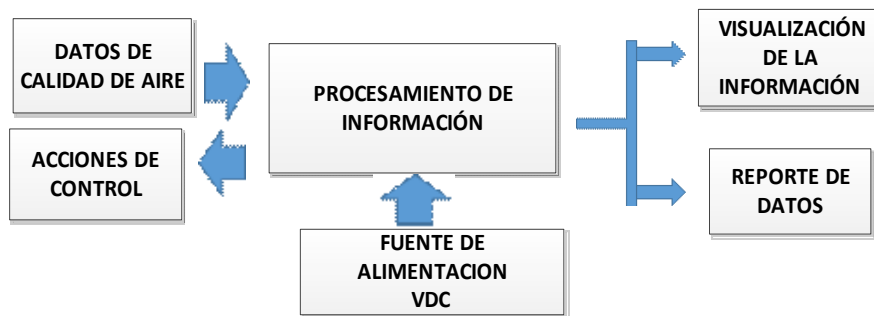 DATOS DE
CALIDAD DE AIRE
ACCIONES DE
CONTROL
PROCESAMIENTO DE
INFORMACIÓN
FUENTE DE
ALIMENTACION
VDC
VISUALIZACIÓN
DE LA
INFORMACIÓN
REPORTE DE
DATOS